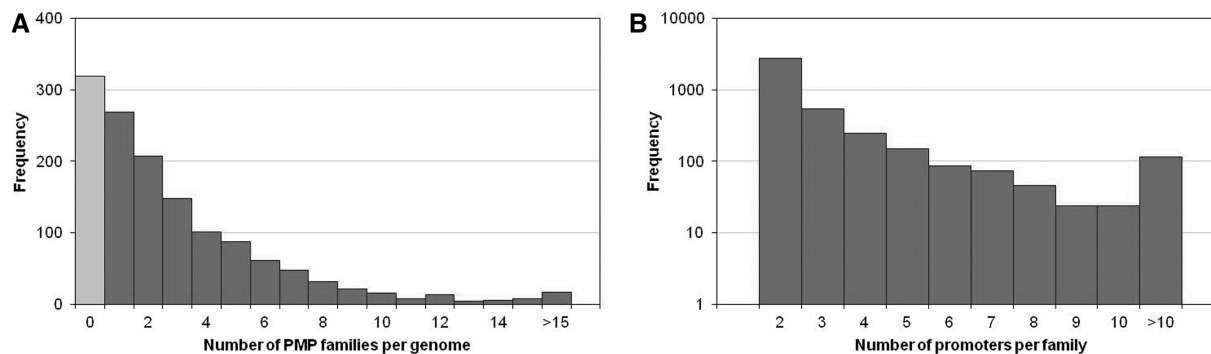 A
400
300
200
100
0
Frequency
0 2 4 6 8 10 12 14 >15
Number of PMP families per genome
B
10000
1000
100
10
1
Frequency
2 3 4 5 6 7 8 9 10 >10
Number of promoters per family